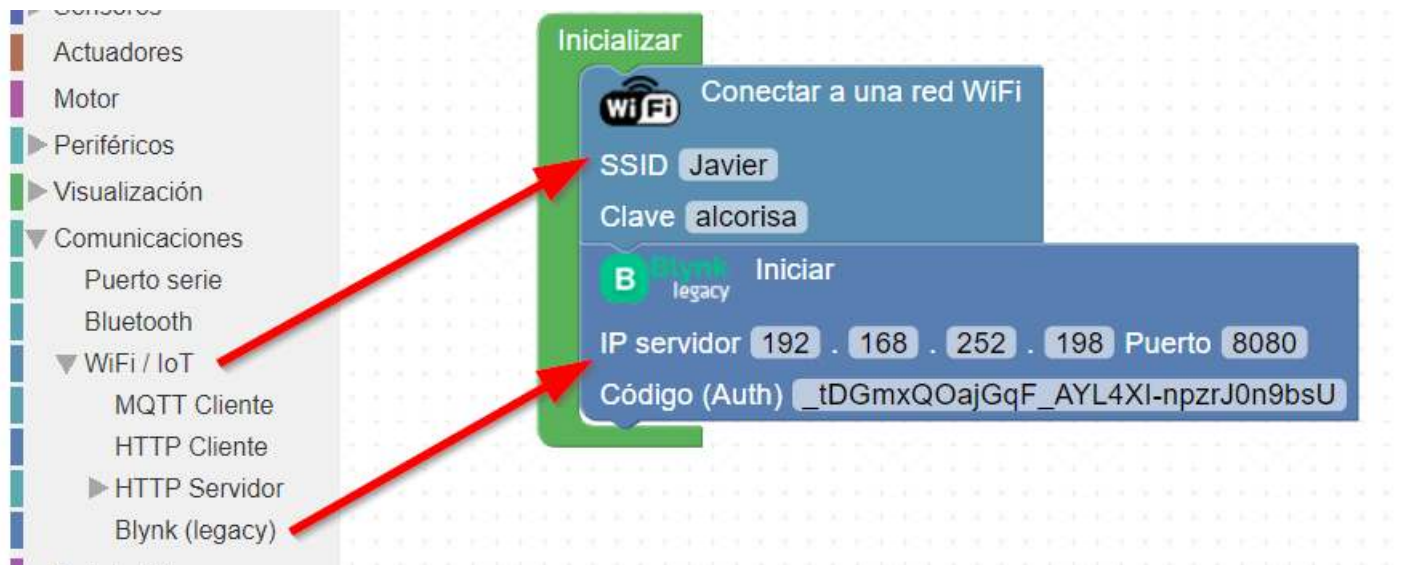 Actuadores
Motor
Periféricos
Visualización
Comunicaciones
Puerto serie
Bluetooth
WiFi / IoT
MQTT Cliente
HTTP Cliente
HTTP Servidor
Blynk (legacy)
Inicializar
WiFi Conectar a una red WiFi
SSID Javier
Clave alcorisa
B Blynk Iniciar
legacy
IP servidor 192 . 168 . 252 . 198 Puerto 8080
Código (Auth) _tDGmxQOajGqF_AYL4XI-npzrJ0n9bsU